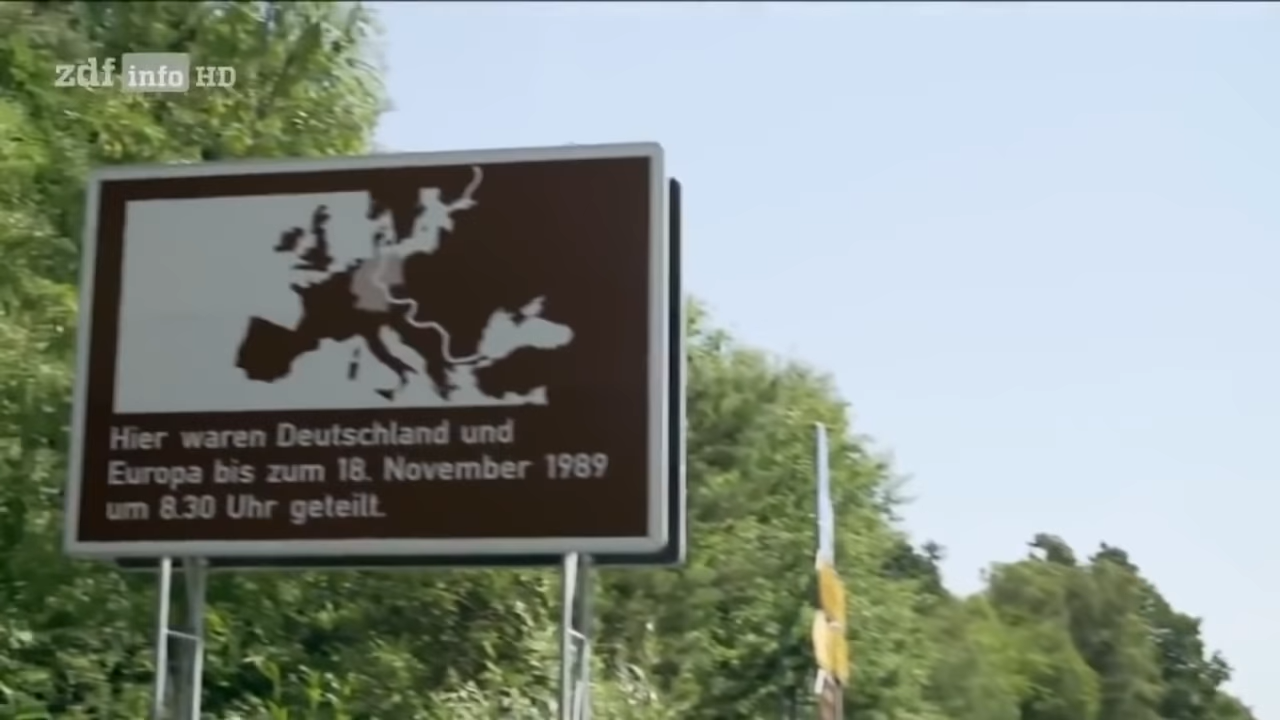 zdf info HD
Hier waren Deutschland und
Europa bis zum 18. November 1989
um 8.30 Uhr geteilt.